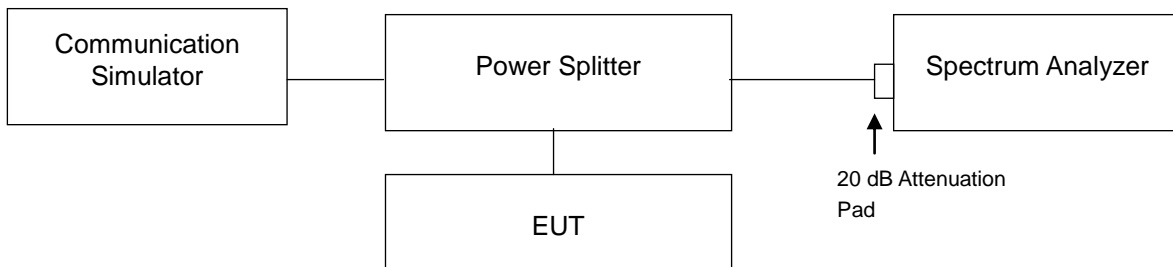 Communication
Simulator
Power Splitter
Spectrum Analyzer
20 dB Attenuation
Pad
EUT